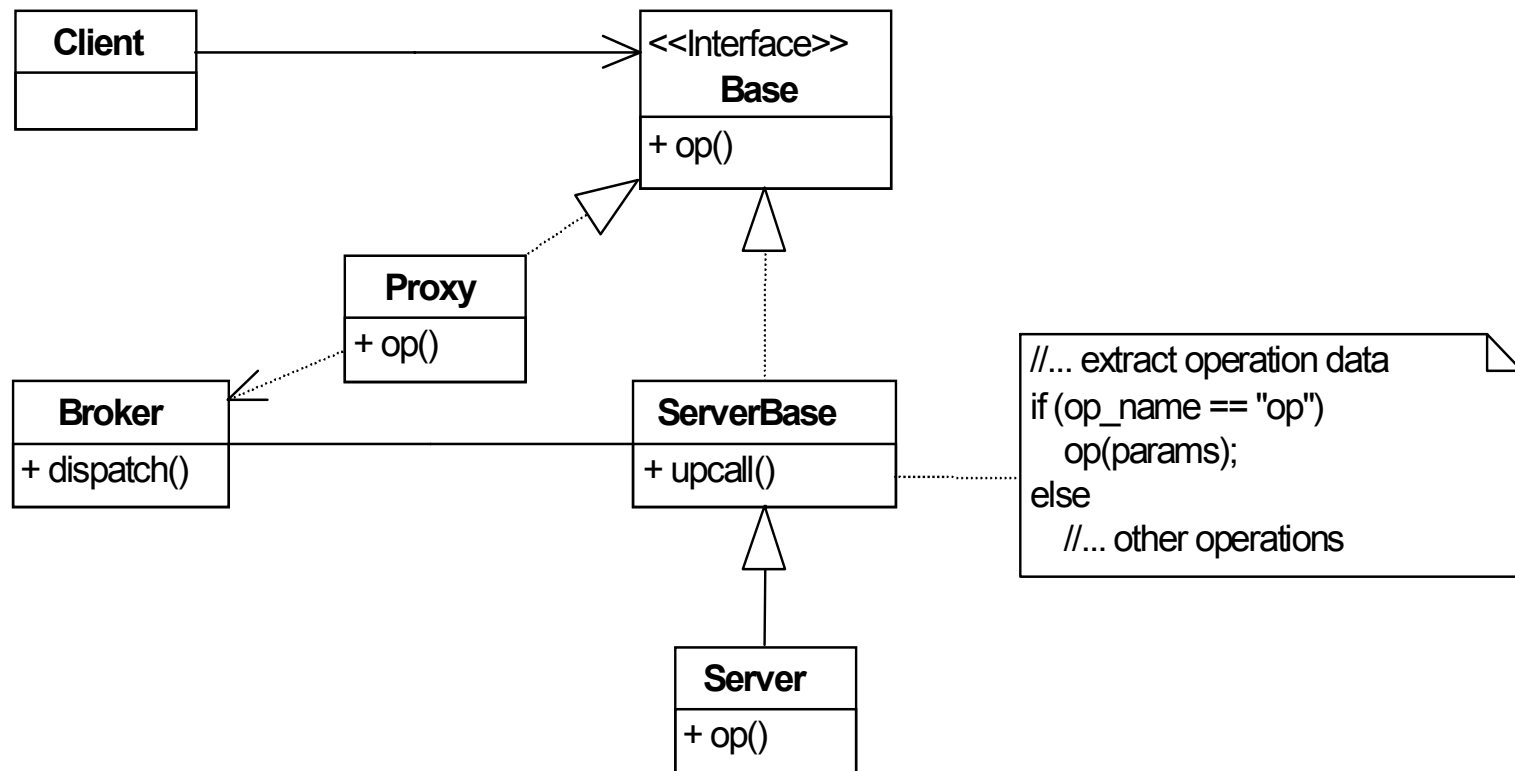 Client
<<Interface>>
Base
+ op()
Proxy
+ op()
Broker
+ dispatch()
ServerBase
+ upcall()
//... extract operation data
if (op_name == "op")
op(params);
else
//... other operations
Server
+ op()